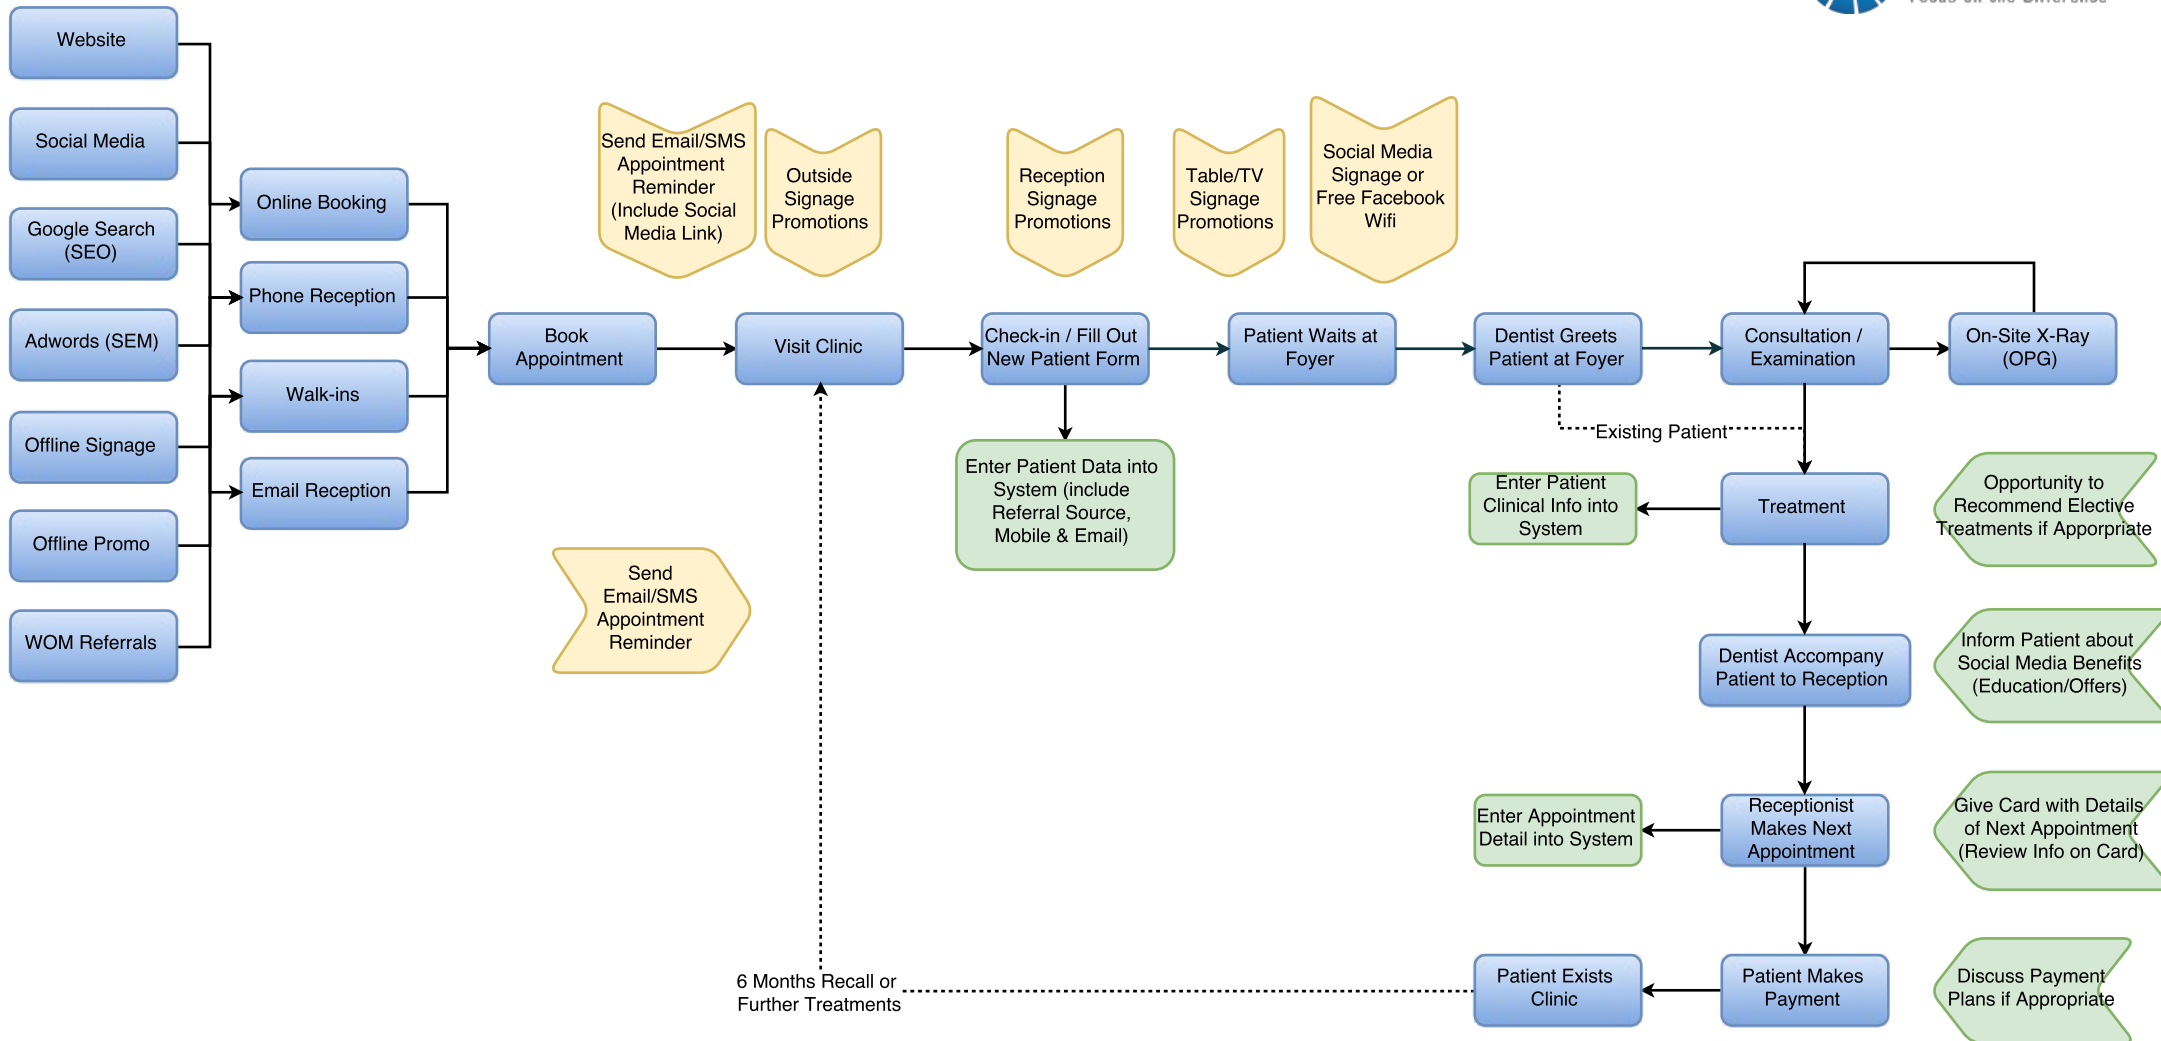 Website
Social Media
Google Search
(SEO)
Adwords (SEM)
Offline Signage
Offline Promo
WOM Referrals
Online Booking
Phone Reception
Walk-ins
Email Reception
Book
Appointment
Send Email/SMS
Appointment
Reminder
(Include Social
Media Link)
Outside
Signage
Promotions
Visit Clinic
Reception
Signage
Promotions
Check-in / Fill Out
New Patient Form
Enter Patient Data into
System (include
Referral Source,
Mobile & Email)
Table/TV
Signage
Promotions
Social Media
Signage or
Free Facebook
Wifi
Patient Waits at
Foyer
Dentist Greets
Patient at Foyer
Consultation /
Examination
On-Site X-Ray
(OPG)
Existing Patient
Enter Patient
Clinical Info into
System
Treatment
Opportunity to
Recommend Elective
Treatments if Apporpriate
Send
Email/SMS
Appointment
Reminder
Dentist Accompany
Patient to Reception
Inform Patient about
Social Media Benefits
(Education/Offers)
Enter Appointment
Detail into System
Receptionist
Makes Next
Appointment
Give Card with Details
of Next Appointment
(Review Info on Card)
6 Months Recall or
Further Treatments
Patient Exists
Clinic
Patient Makes
Payment
Discuss Payment
Plans if Appropriate